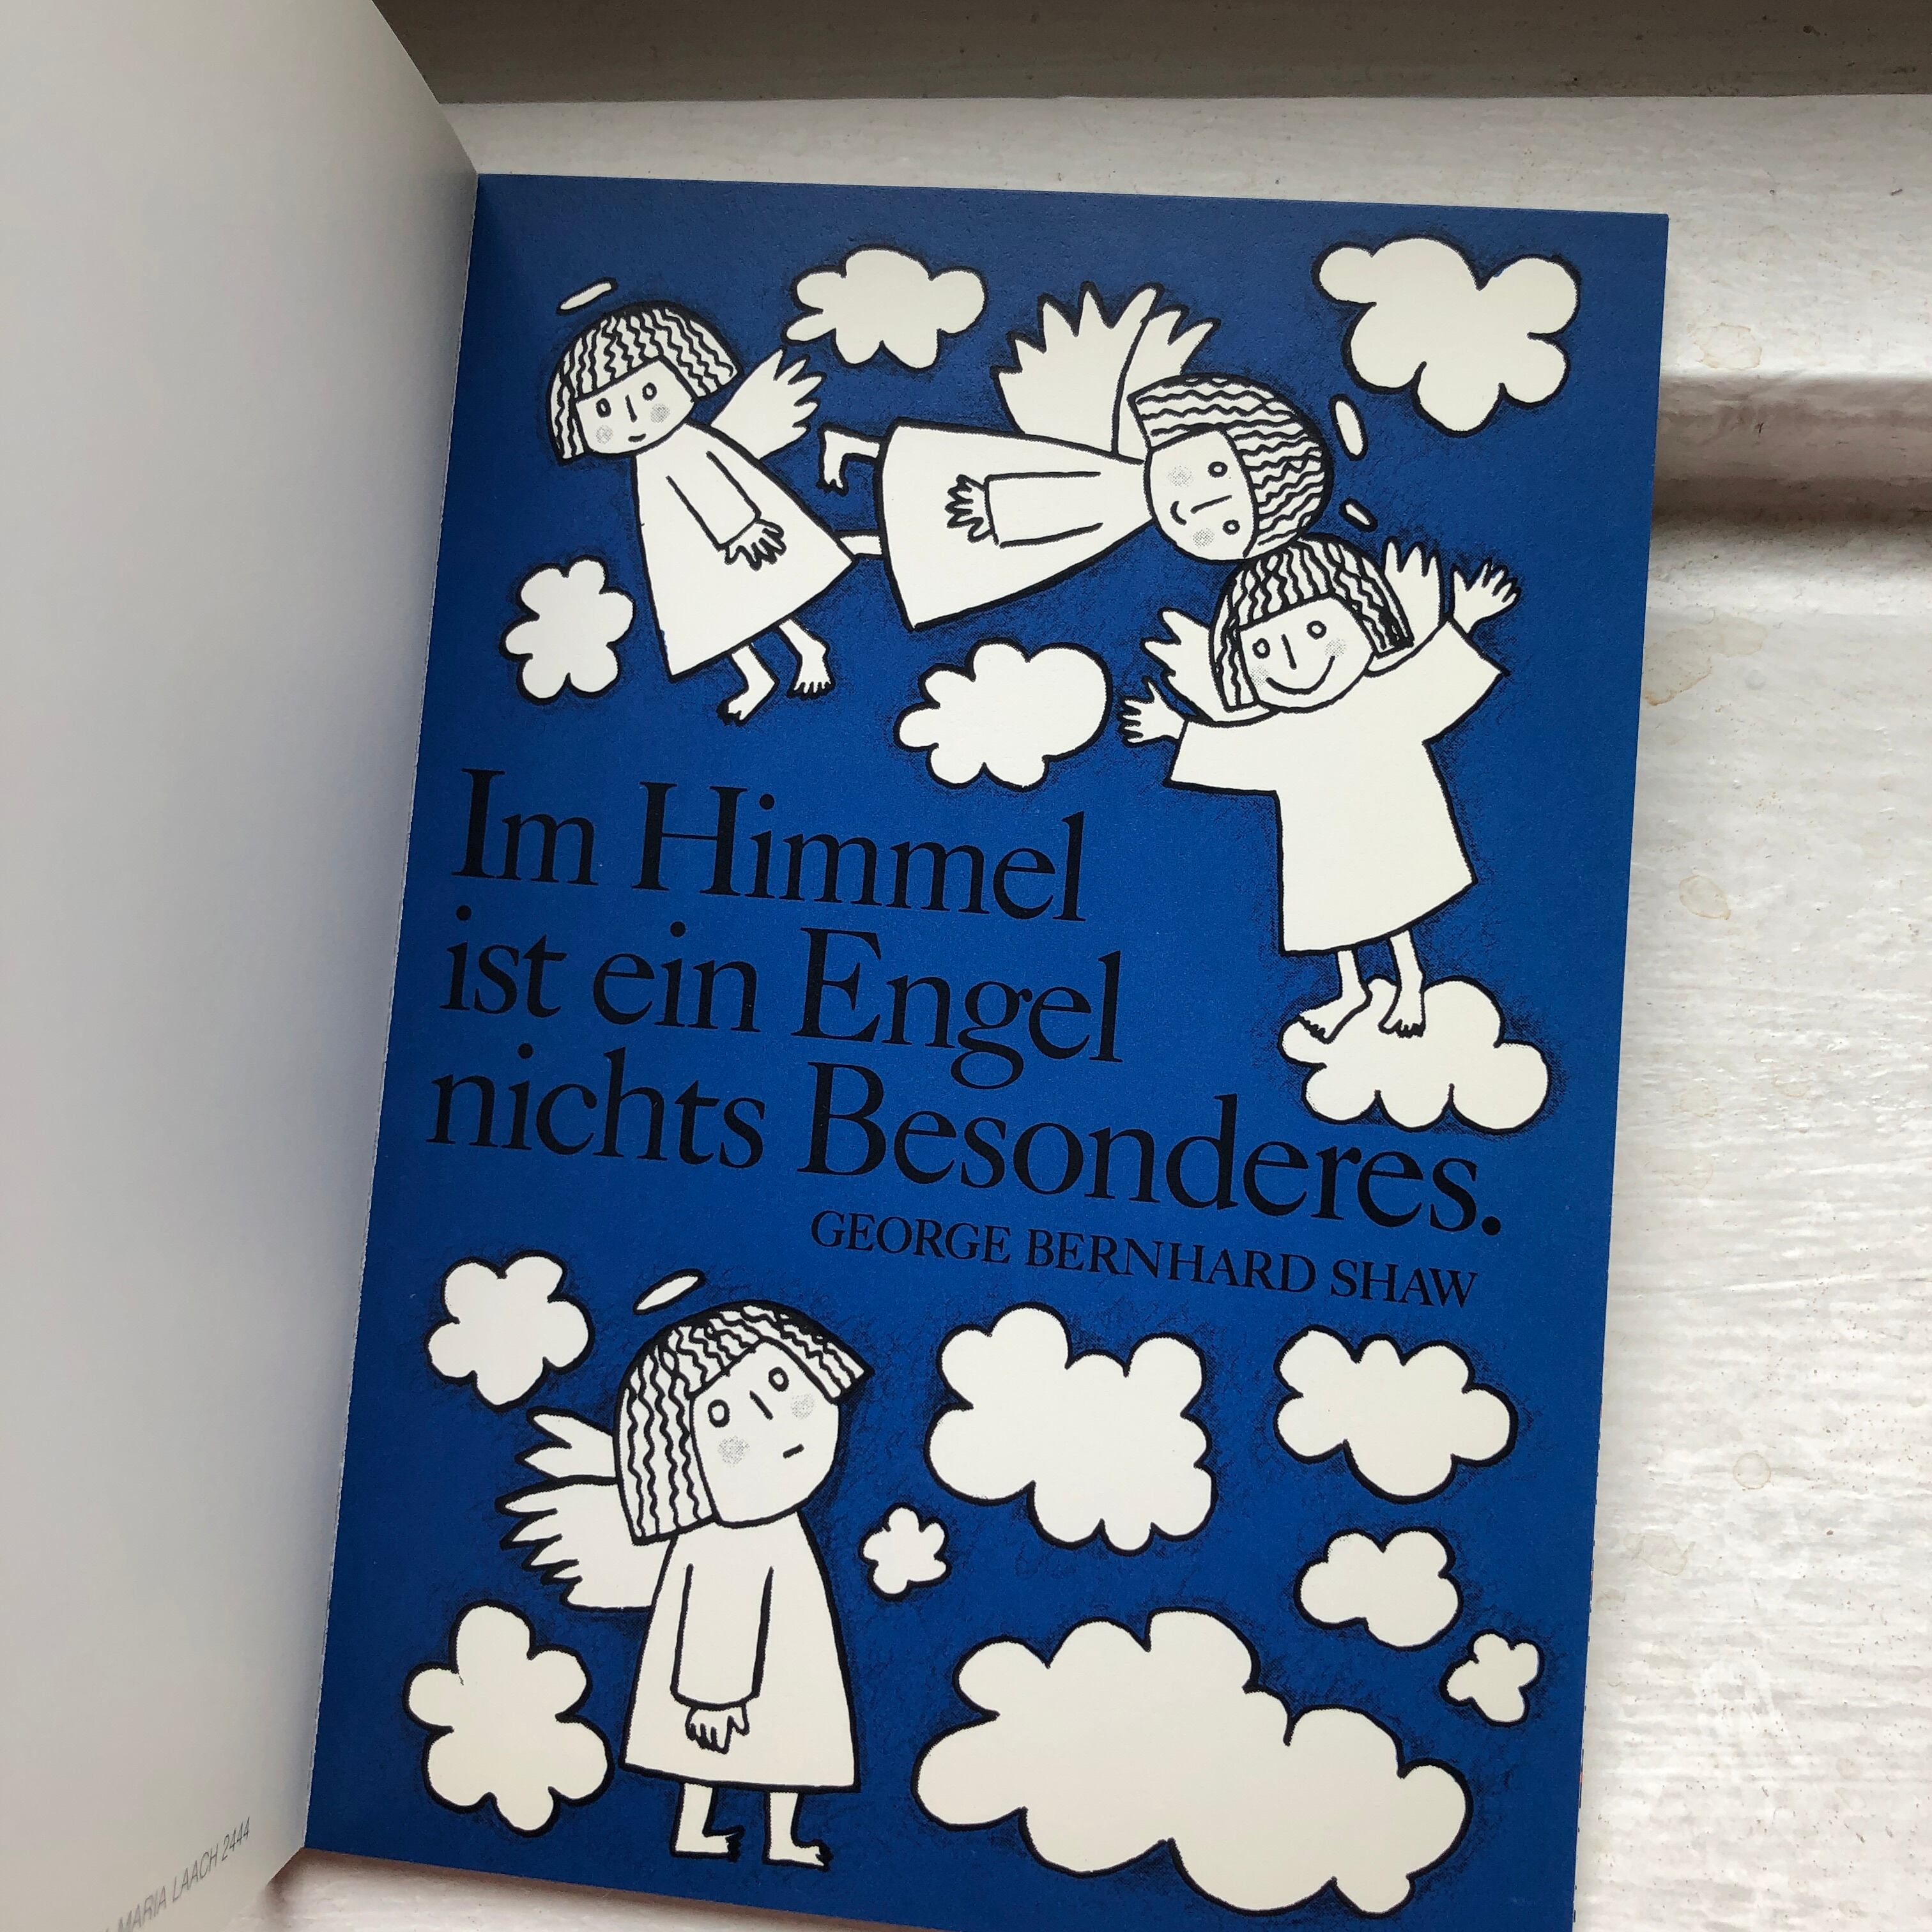 Im Himmel
ist ein Engel
nichts Besonderes.
GEORGE BERNHARD SHAW
MARIA LAACH 2444